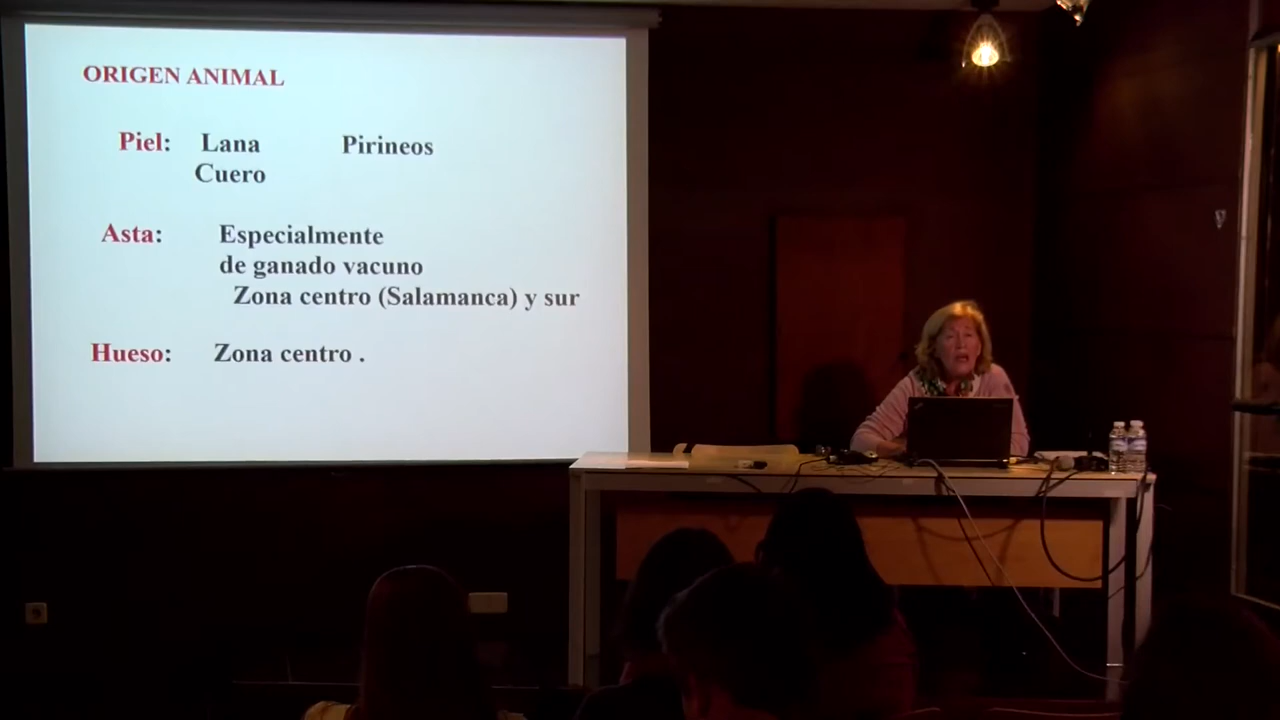 ORIGEN ANIMAL
Piel: Lana Pirineos
Cuero
Asta: Especialmente
de ganado vacuno
Zona centro (Salamanca) y sur
Hueso: Zona centro .